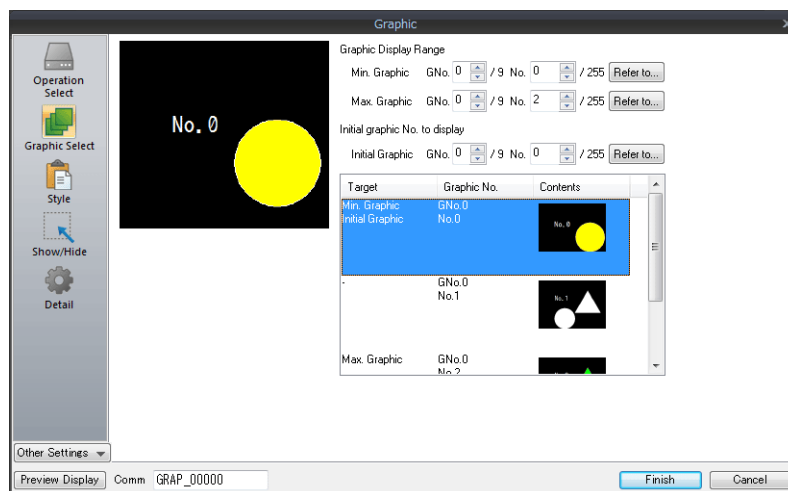 Graphic
Operation
Select
Graphic Select
Style
Show/Hide
Detail
Other Settings
No.0
Graphic Display Range
Min. Graphic GNo. 0 / 9 No. 0 / 255 Refer to...
Max. Graphic GNo. 0 / 9 No. 2 / 255 Refer to...
Initial graphic No. to display
Initial Graphic GNo. 0 / 9 No. 0 / 255 Refer to...
Target Graphic No. Contents
Min. Graphic GNo.0
Initial Graphic No.0
No.0
- GNo.0
No.1
No.1
Max. Graphic GNo.0
No.2
Preview Display Comm GRAP_00000 Finish Cancel